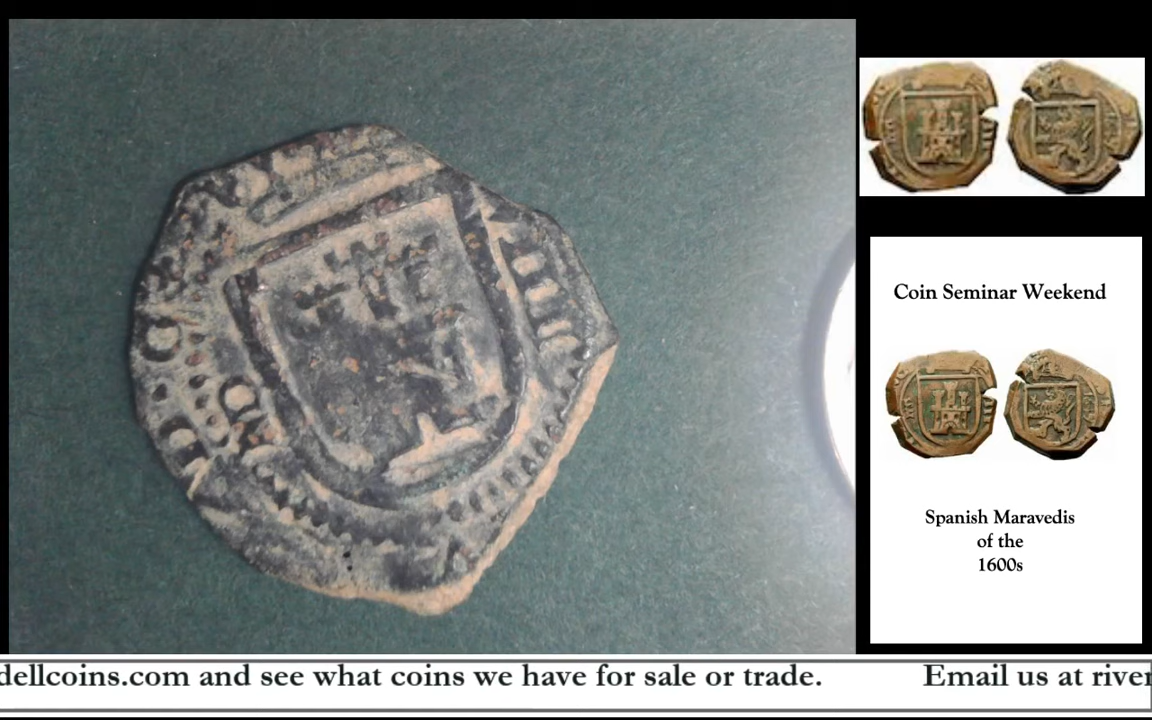 Coin Seminar Weekend
Spanish Maravedis
of the
1600s
dellcoins.com and see what coins we have for sale or trade. Email us at river